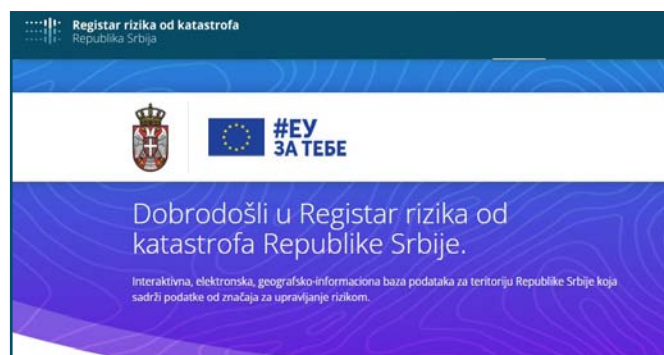 Registar rizika od katastrofa
Republika Srbija
#ЕУ
ЗА ТЕБЕ
Dobrodošli u Registar rizika od
katastrofa Republike Srbije.
Interaktivna, elektronska, geografsko-informaciona baza podataka za teritoriju Republike Srbije koja
sadrži podatke od značaja za upravljanje rizikom.